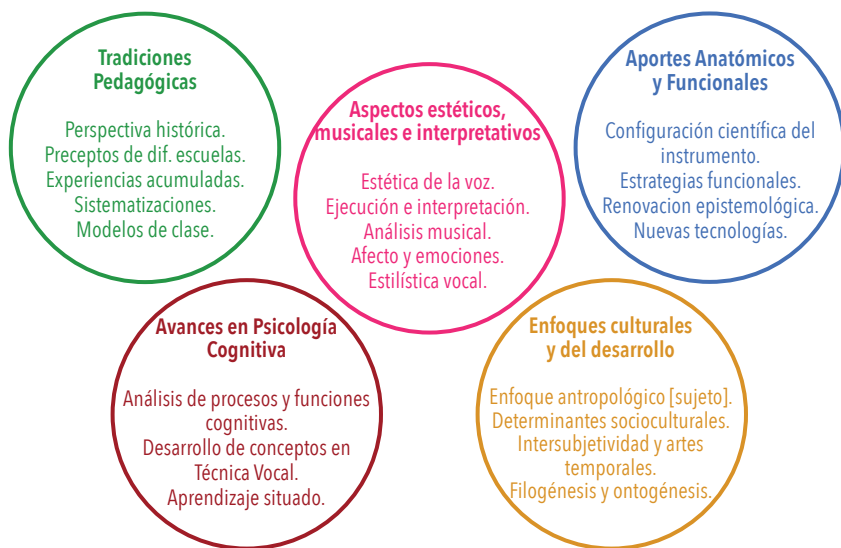 Tradiciones
Pedagógicas
Perspectiva histórica.
Preceptos de dif. escuelas.
Experiencias acumuladas.
Sistematizaciones.
Modelos de clase.
Aspectos estéticos,
musicales e interpretativos
Estética de la voz.
Ejecución e interpretación.
Análisis musical.
Afecto y emociones.
Estilística vocal.
Aportes Anatómicos
y Funcionales
Configuración científica del
instrumento.
Estrategias funcionales.
Renovacion epistemológica.
Nuevas tecnologías.
Avances en Psicología
Cognitiva
Análisis de procesos y funciones
cognitivas.
Desarrollo de conceptos en
Técnica Vocal.
Aprendizaje situado.
Enfoques culturales
y del desarrollo
Enfoque antropológico [sujeto].
Determinantes socioculturales.
Intersubjetividad y artes
temporales.
Filogénesis y ontogénesis.